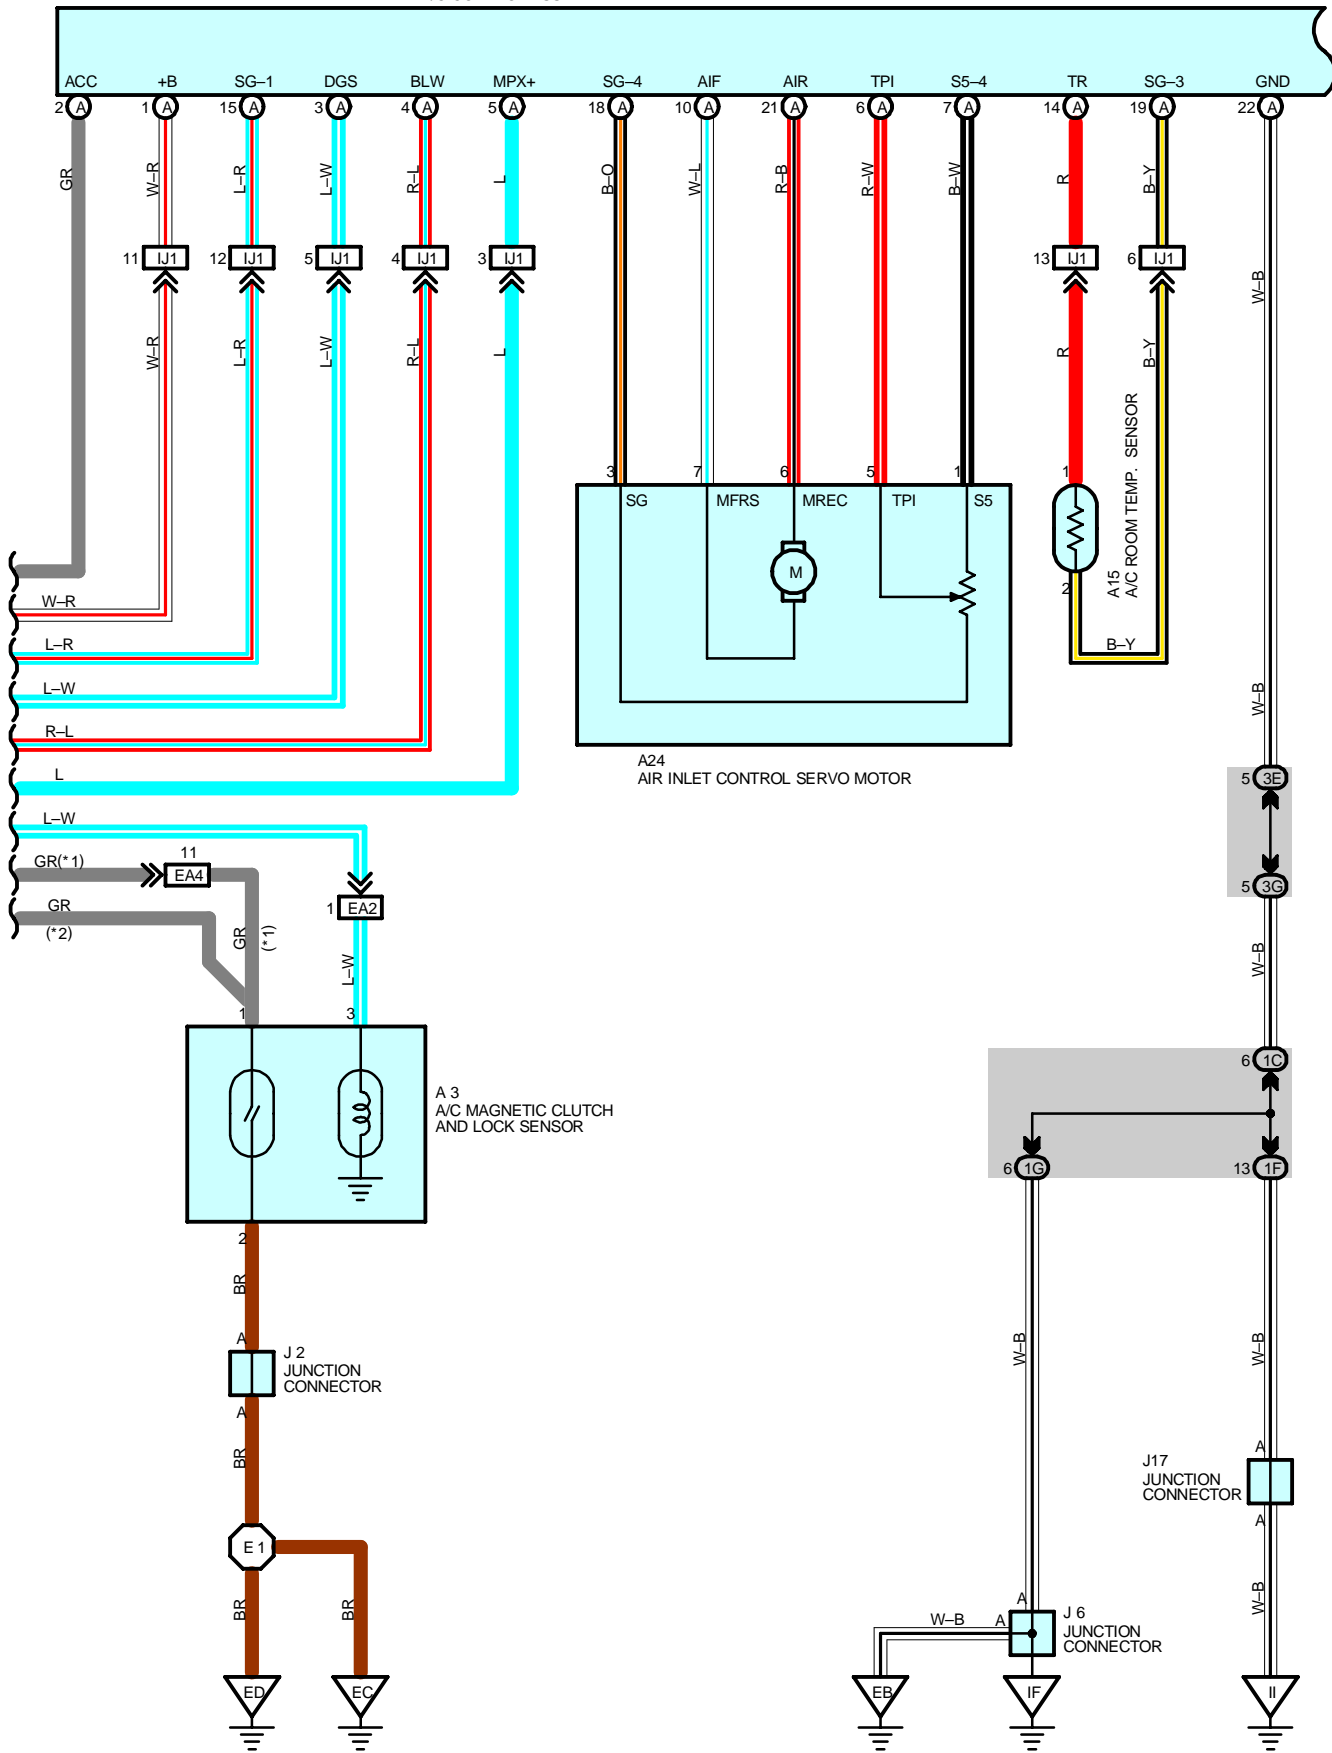 ACC +B SG–1 DGS BLW MPX+ SG–4 AIF AIR TPI S5–4 TR SG–3 GND
2 A 1 A 15 A 3 A 4 A 5 A 18 A 10 A 21 A 6 A 7 A 14 A 19 A 22 A
GR W–R L–R L–W R–L L B–O W–L R–B R–W B–W R B–Y
11 IJ1 12 IJ1 5 IJ1 4 IJ1 3 IJ1 13 IJ1 6 IJ1
W–B
W–R L–R L–W R–L L R B–Y
3 7 6 5 1 1
SG MFRS MREC TPI S5
M
2
A15
A/C ROOM TEMP. SENSOR
W–R
L–R
B–Y
L–W
W–B
R–L
A24
AIR INLET CONTROL SERVO MOTOR
L
5 3E
L–W
GR(*1)
11
EA4
5 3G
GR
(*2)
1 EA2
GR
(*1)
L–W
W–B
1 3
6 1C
A 3
A/C MAGNETIC CLUTCH
AND LOCK SENSOR
6 1G 13 1F
2
BR
W–B W–B
A
J 2
JUNCTION
CONNECTOR
A
BR
A
J17
JUNCTION
CONNECTOR
A
E 1
BR BR
W–B
A
W–B A
J 6
JUNCTION
CONNECTOR
ED EC EB IF II